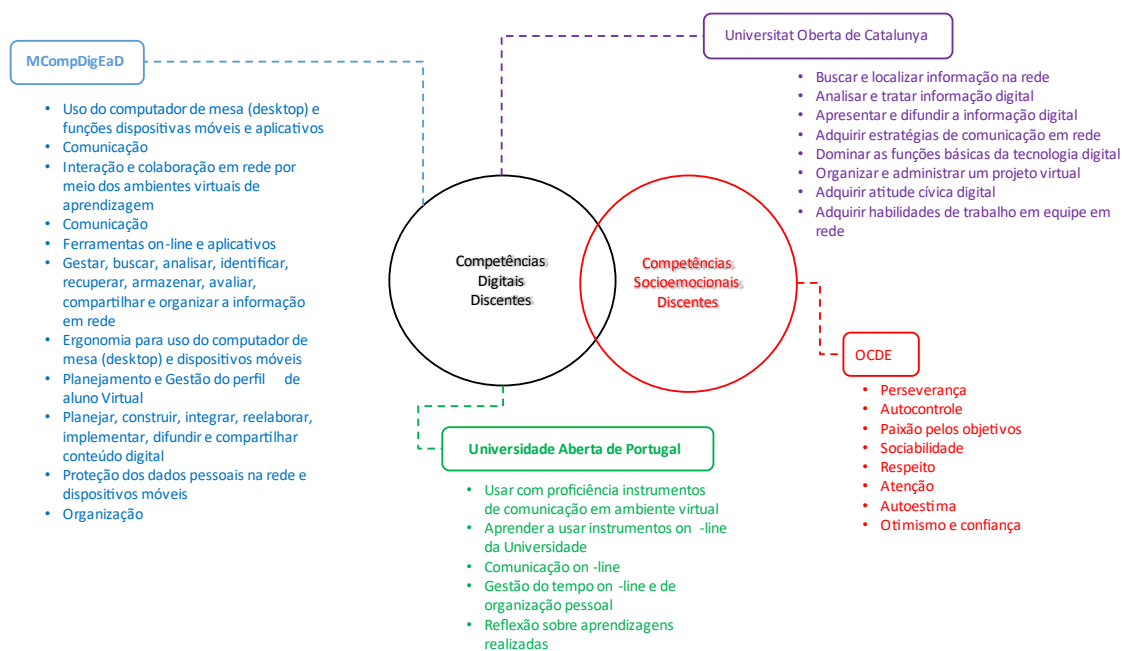 MCompDigEaD
• Uso do computador de mesa (desktop) e
funções dispositivas móveis e aplicativos
• Comunicação
• Interação e colaboração em rede por
meio dos ambientes virtuais de
aprendizagem
• Comunicação
• Ferramentas on-line e aplicativos
• Gestar, buscar, analisar, identificar,
recuperar, armazenar, avaliar,
compartilhar e organizar a informação
em rede
• Ergonomia para uso do computador de
mesa (desktop) e dispositivos móveis
• Planejamento e Gestão do perfil de
aluno Virtual
• Planejar, construir, integrar, reelaborar,
implementar, difundir e compartilhar
conteúdo digital
• Proteção dos dados pessoais na rede e
dispositivos móveis
• Organização
Universitat Oberta de Catalunya
• Buscar e localizar informação na rede
• Analisar e tratar informação digital
• Apresentar e difundir a informação digital
• Adquirir estratégias de comunicação em rede
• Dominar as funções básicas da tecnologia digital
• Organizar e administrar um projeto virtual
• Adquirir atitude cívica digital
• Adquirir habilidades de trabalho em equipe em
rede
Competências
Digitais
Discentes
Competências
Socioemocionais
Discentes
OCDE
• Perseverança
• Autocontrole
• Paixão pelos objetivos
• Sociabilidade
• Respeito
• Atenção
• Autoestima
• Otimismo e confiança
Universidade Aberta de Portugal
• Usar com proficiência instrumentos
de comunicação em ambiente virtual
• Aprender a usar instrumentos on -line
da Universidade
• Comunicação on -line
• Gestão do tempo on -line e de
organização pessoal
• Reflexão sobre aprendizagens
realizadas